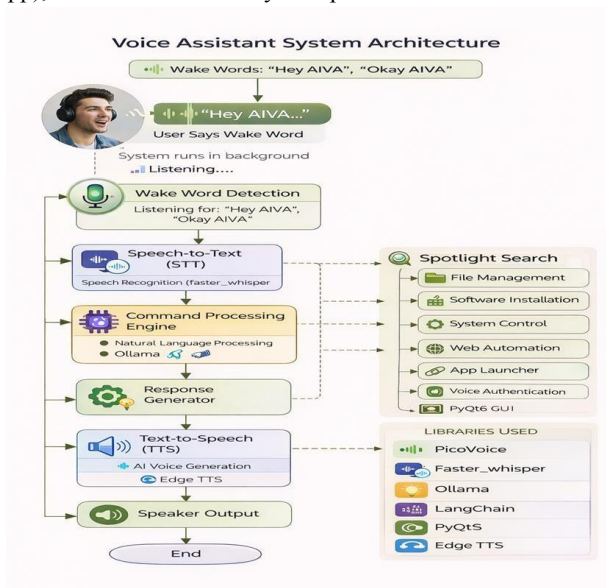 Voice Assistant System Architecture
Wake Words: “Hey AIVA”, “Okay AIVA”
“Hey AIVA...”
User Says Wake Word
System runs in background
Listening....
Wake Word Detection
Listening for: “Hey AIVA”,
“Okay AIVA”
Speech-to-Text
(STT)
Speech Recognition (faster_whisper
Command Processing
Engine
Natural Language Processing
Ollama
Response
Generator
Text-to-Speech
(TTS)
AI Voice Generation
Edge TTS
Speaker Output
End
Spotlight Search
File Management
Software Installation
System Control
Web Automation
App Launcher
Voice Authentication
PyQt6 GUI
LIBRARIES USED
PicoVoice
Faster_whisper
Ollama
LangChain
PyQtS
Edge TTS